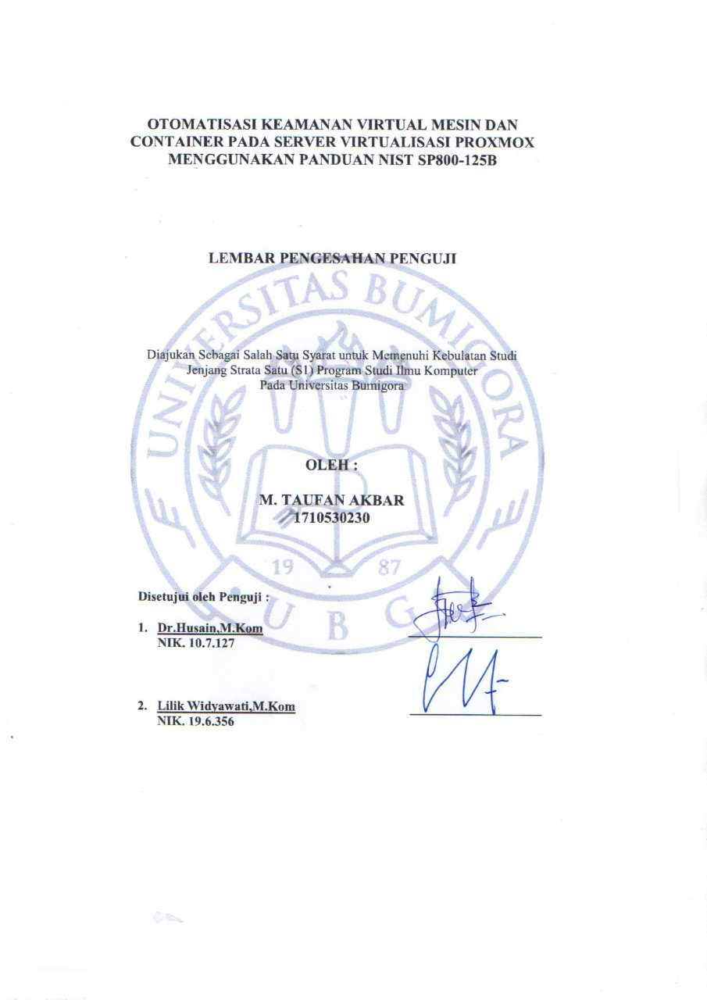 OTOMATISASI KEAMANAN VIRTUAL MESIN DAN
CONTAINER PADA SERVER VIRTUALISASI PROXMOX
MENGGUNAKAN PANDUAN NIST SP800-125B
LEMBAR PENGESAHAN PENGUJI
UNIVERSITAS BUMIGORA
Diajukan Sebagai Salah Satu Syarat untuk Memenuhi Kebulatan Studi
Jenjang Strata Satu (S1) Program Studi Ilmu Komputer
Pada Universitas Bumigora
OLEH :
M. TAUFAN AKBAR
1710530230
19 87
UBG
Disetujui oleh Penguji :
1. Dr.Husain,M.Kom
NIK. 10.7.127
2. Lilik Widyawati,M.Kom
NIK. 19.6.356